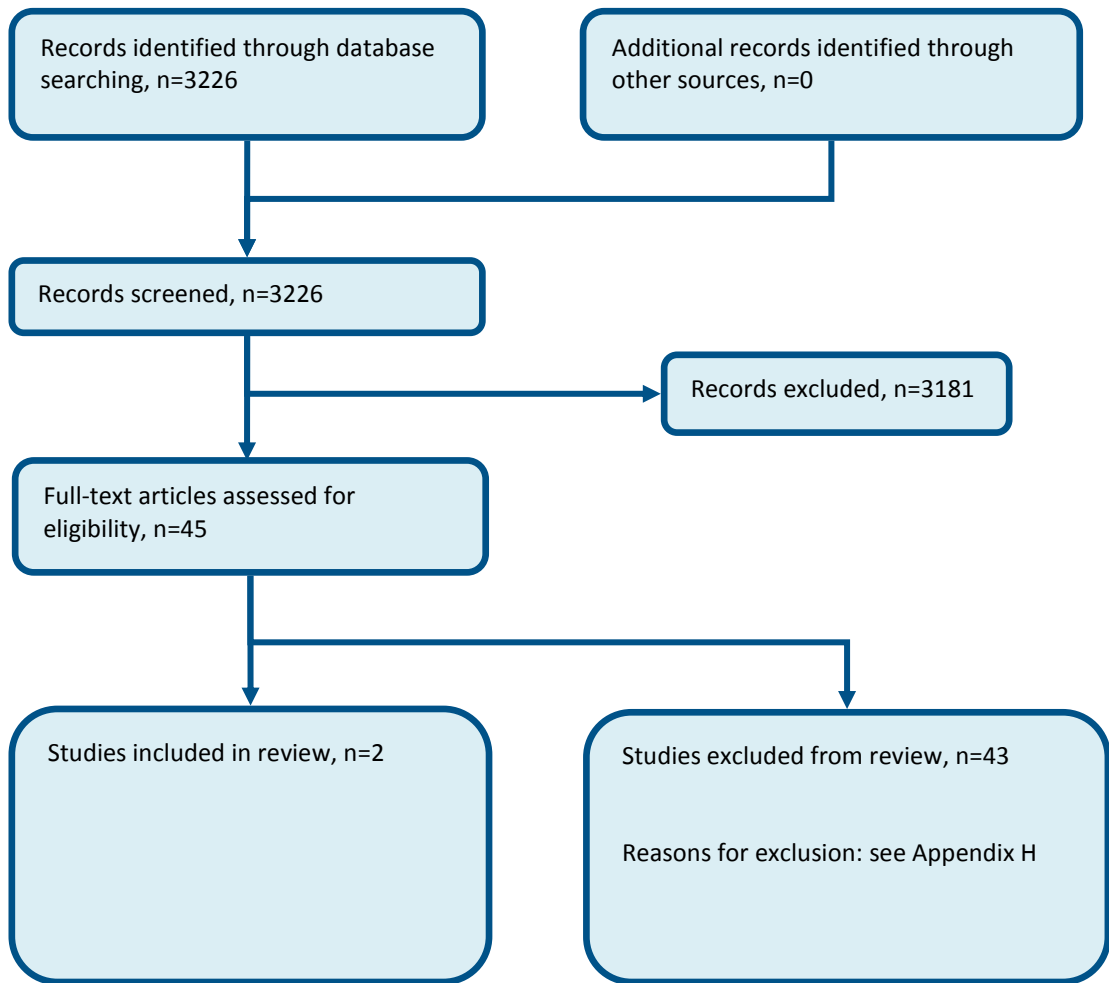 Records identified through database
searching, n=3226
Additional records identified through
other sources, n=0
Records screened, n=3226
Records excluded, n=3181
Full-text articles assessed for
eligibility, n=45
Studies included in review, n=2
Studies excluded from review, n=43
Reasons for exclusion: see Appendix H